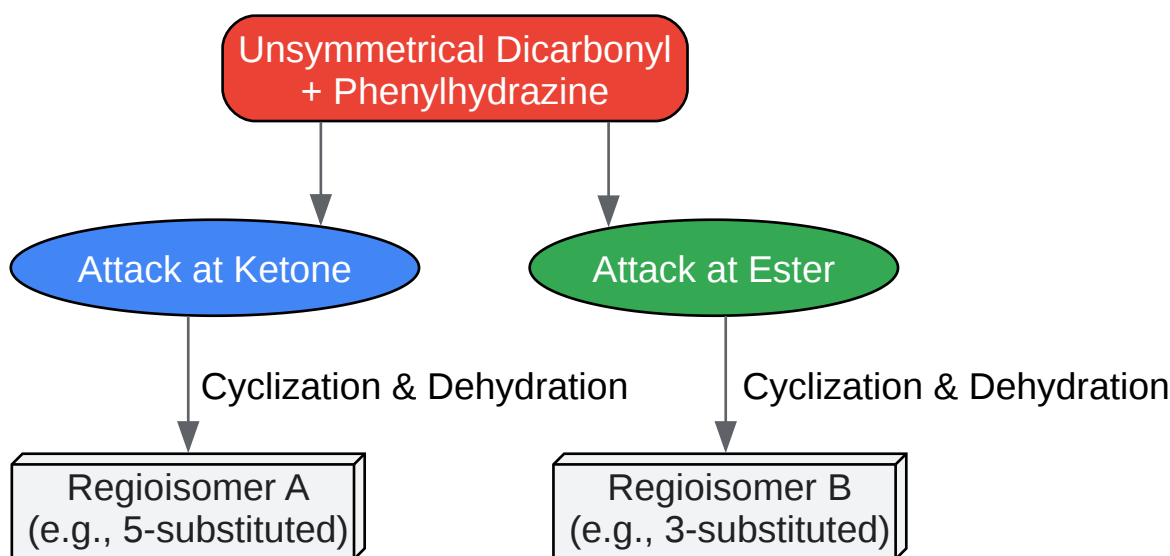 Unsymmetrical Dicarbonyl
+ Phenylhydrazine
Attack at Ketone
Attack at Ester
Cyclization & Dehydration
Cyclization & Dehydration
Regioisomer A
(e.g., 5-substituted)
Regioisomer B
(e.g., 3-substituted)